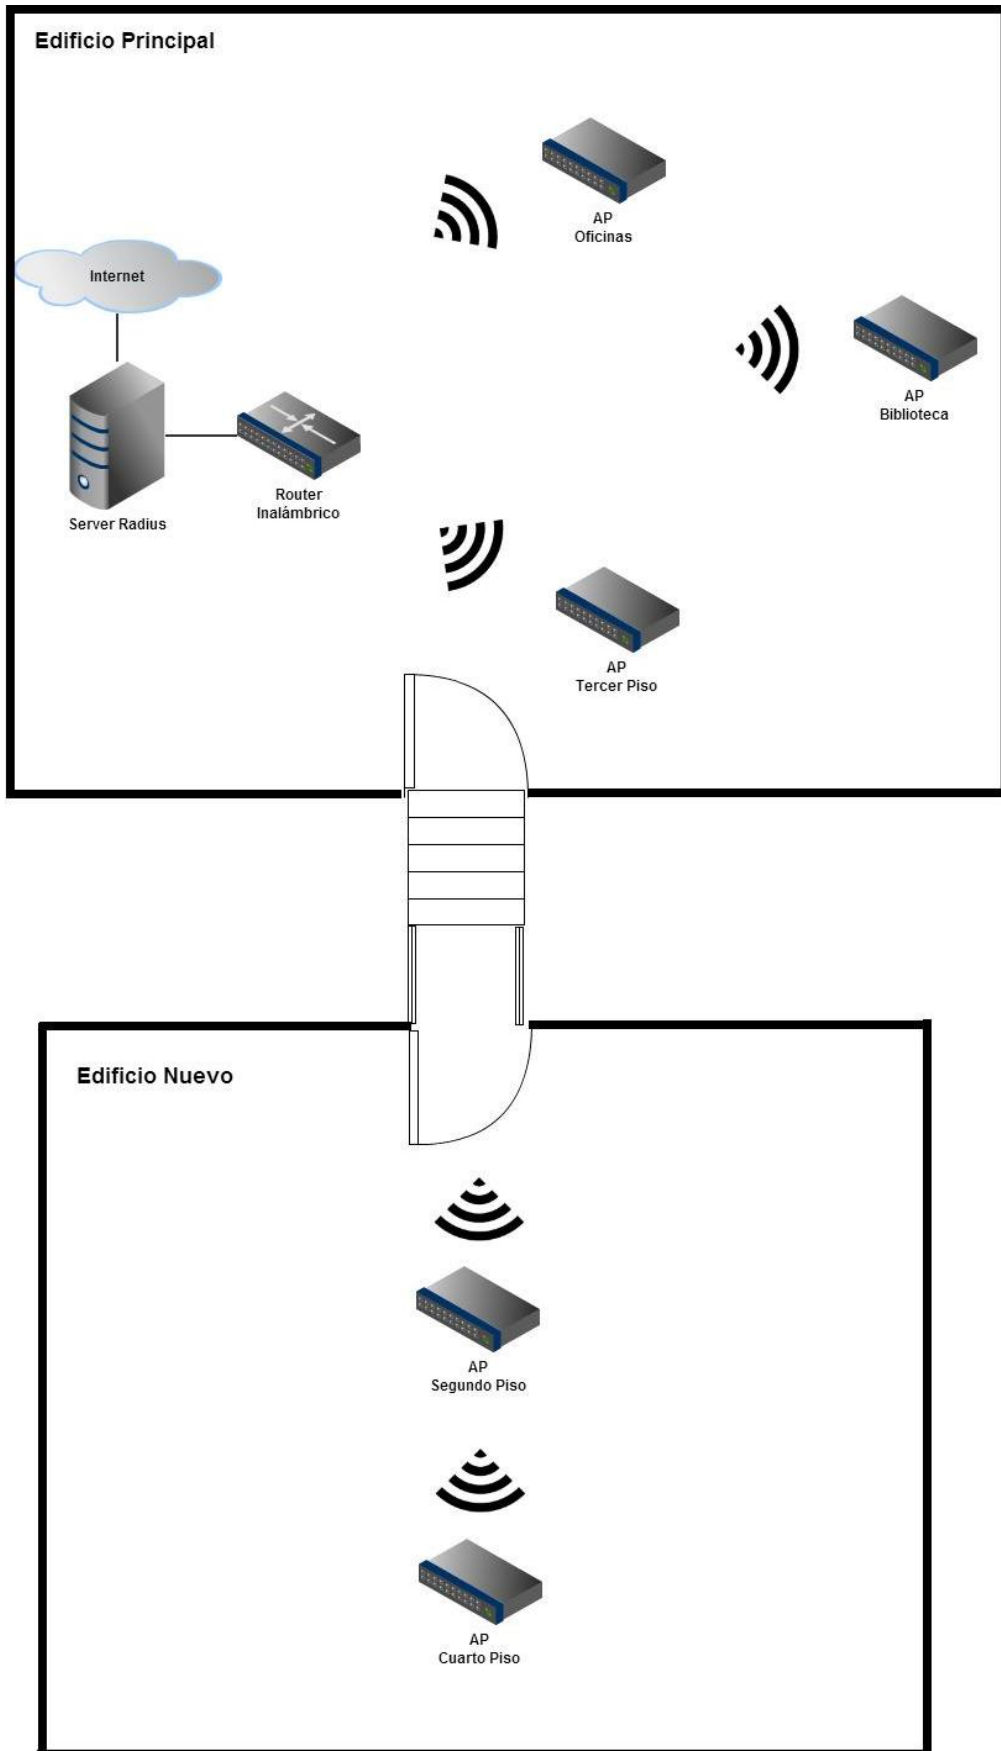 Edificio Principal
AP
Oficinas
Internet
AP
Biblioteca
Server Radius
Router
Inalámbrico
AP
Tercer Piso
Edificio Nuevo
AP
Segundo Piso
AP
Cuarto Piso